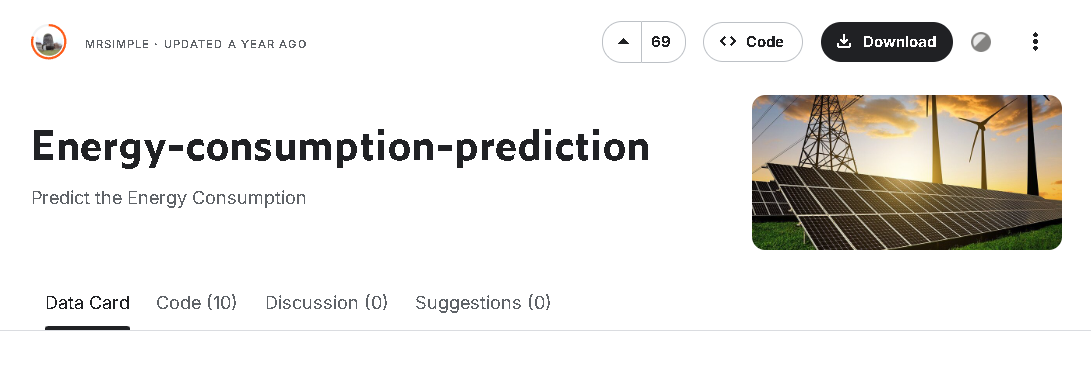 MRSIMPLE · UPDATED A YEAR AGO
69
Code
Download
Energy-consumption-prediction
Predict the Energy Consumption
Data Card
Code (10)
Discussion (0)
Suggestions (0)